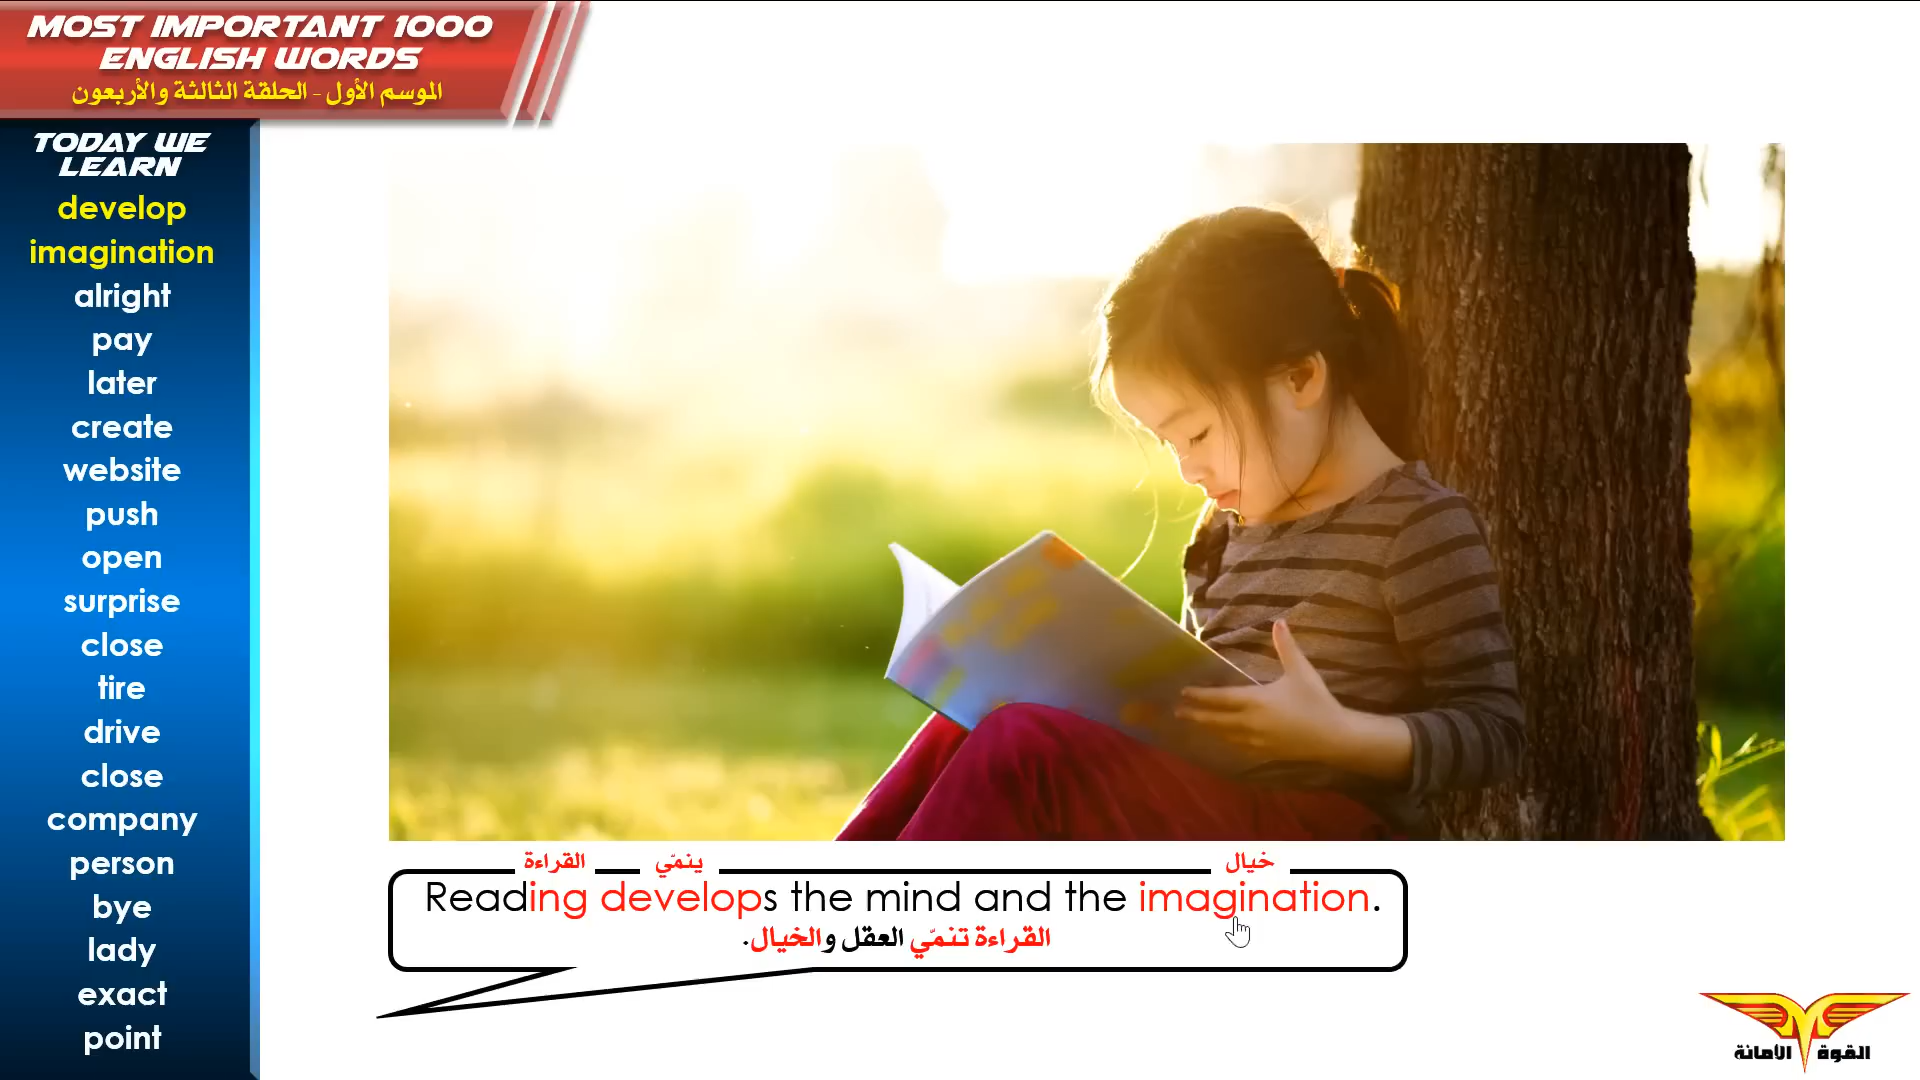 MOST IMPORTANT 1000
ENGLISH WORDS
الموسم الأول - الحلقة الثالثة والأربعون
TODAY WE
LEARN
develop
imagination
alright
pay
later
create
website
push
open
surprise
close
tire
drive
close
company
person
bye
lady
exact
point
القراءة ينمّي خيال
Reading develops the mind and the imagination.
القراءة تنمّي العقل والخيال.
القوة الأمانة